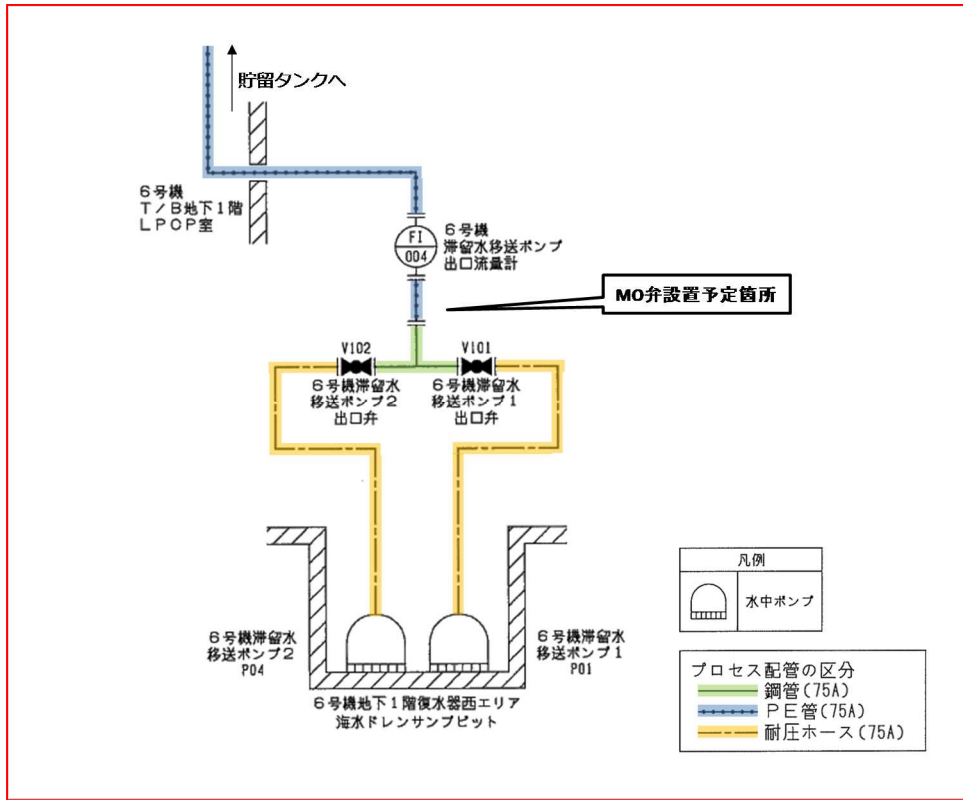 貯留タンクへ
6号機
T/B地下1階
LPCP室
FI
004
6号機
滞留水移送ポンプ
出口流量計
MO弁設置予定箇所
V102
V101
6号機滞留水
移送ポンプ2
出口弁
6号機滞留水
移送ポンプ1
出口弁
6号機滞留水
移送ポンプ2
P04
6号機滞留水
移送ポンプ1
P01
6号機地下1階復水器西エリア
海水ドレンサンプピット
凡例
水中ポンプ
プロセス配管の区分
鋼管(75A)
PE管(75A)
耐圧ホース(75A)